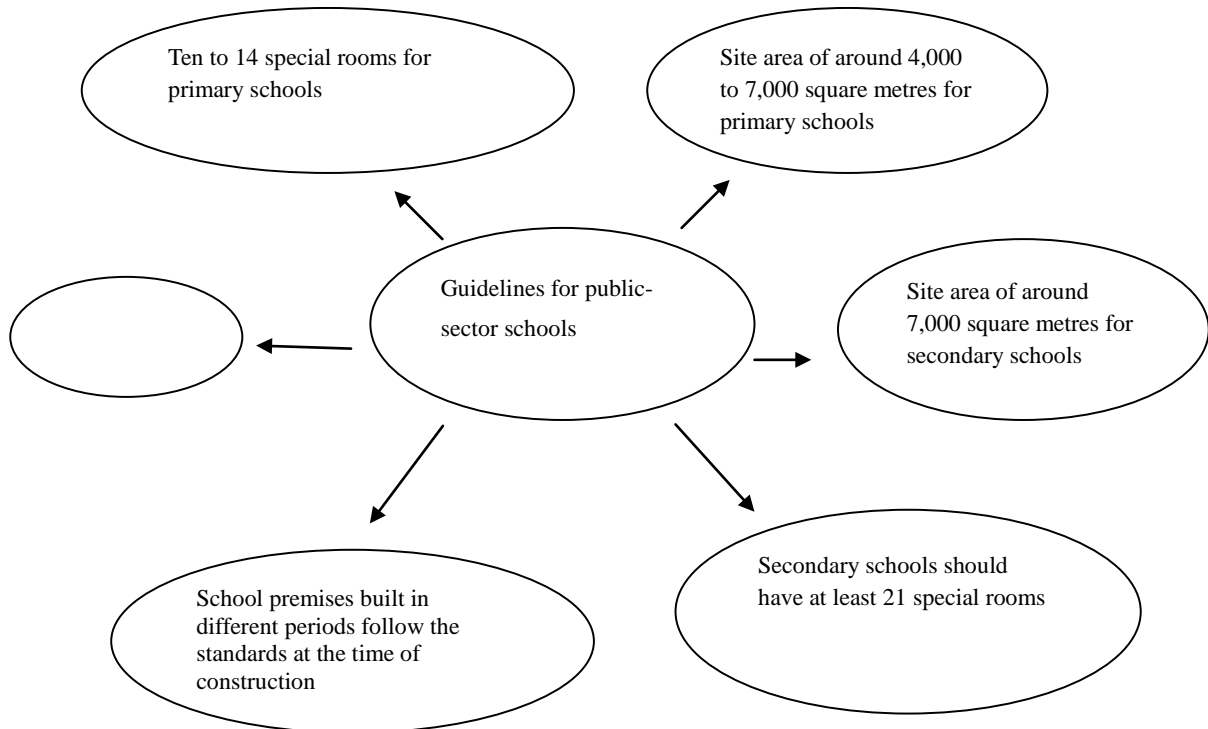 Ten to 14 special rooms for
primary schools
Site area of around 4,000
to 7,000 square metres for
primary schools
Guidelines for public-
sector schools
Site area of around
7,000 square metres for
secondary schools
School premises built in
different periods follow the
standards at the time of
construction
Secondary schools should
have at least 21 special rooms